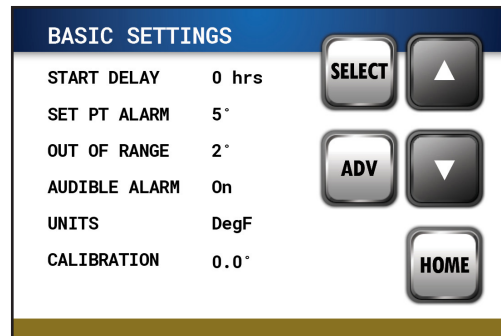 BASIC SETTINGS
START DELAY 0 hrs
SET PT ALARM 5°
OUT OF RANGE 2°
AUDIBLE ALARM On
UNITS DegF
CALIBRATION 0.0°
SELECT
ADV
HOME